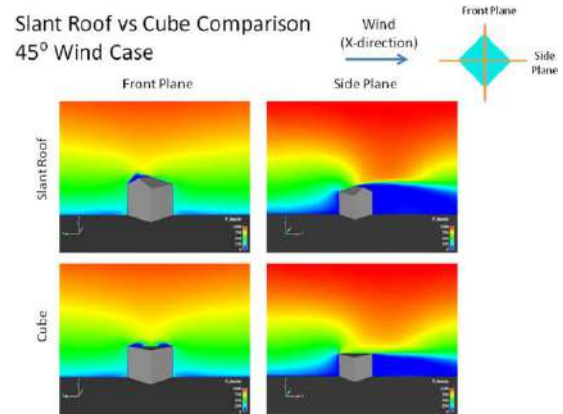 Slant Roof vs Cube Comparison
45° Wind Case
Wind
(X-direction)
Front Plane
Side
Plane
Front Plane
Side Plane
Slant Roof
Cube